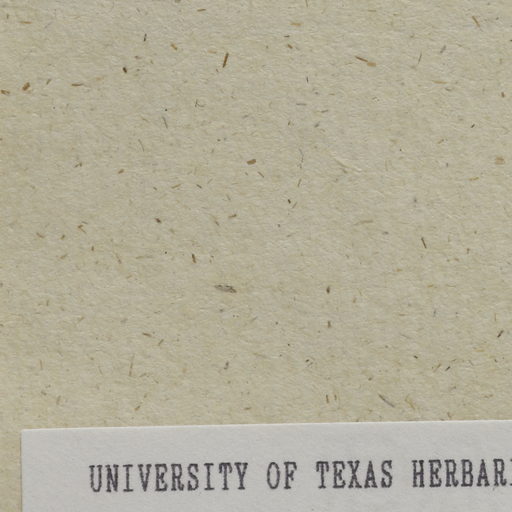 UNIVERSITY OF TEXAS HERBARI